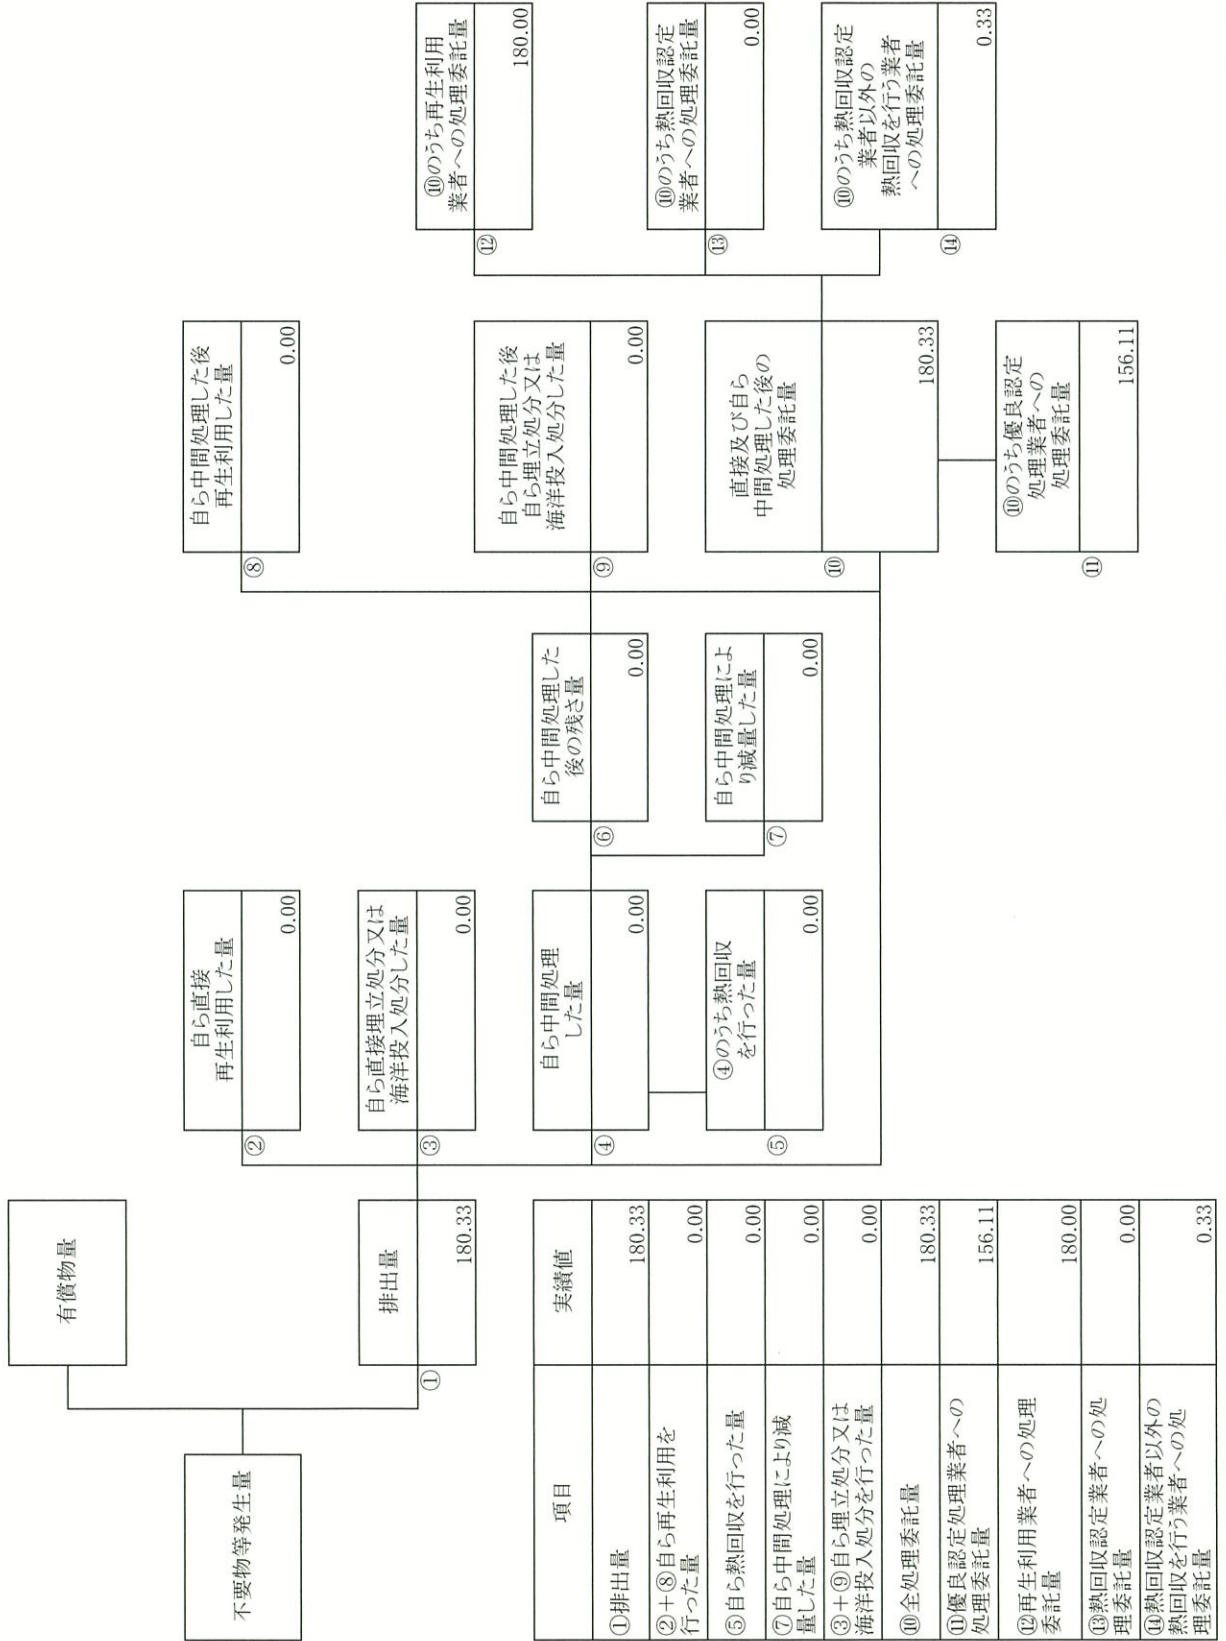 不要物等発生量
有償物量
①
排出量
180.33
②
自ら直接
再生利用した量
0.00
③
自ら直接埋立処分又は
海洋投入処分した量
0.00
④
自ら中間処理
した量
0.00
⑤
④のうち熱回収
を行った量
0.00
⑥
自ら中間処理した
後の残さ量
0.00
⑦
自ら中間処理によ
り減量した量
0.00
⑧
自ら中間処理した後
再生利用した量
0.00
⑨
自ら中間処理した後
自ら埋立処分又は
海洋投入処分した量
0.00
⑩
直接及び自ら
中間処理した後の
処理委託量
180.33
⑪
⑩のうち優良認定
処理業者への
処理委託量
156.11
⑫
⑩のうち再生利用
業者への処理委託量
180.00
⑬
⑩のうち熱回収認定
業者への処理委託量
0.00
⑭
⑩のうち熱回収認定
業者以外の
熱回収を行う業者
への処理委託量
0.33
項目
実績値
①排出量
180.33
②+⑧自ら再生利用を
行った量
0.00
⑤自ら熱回収を行った量
0.00
⑦自ら中間処理により減
量した量
0.00
③+⑨自ら埋立処分又は
海洋投入処分を行った量
0.00
⑩全処理委託量
180.33
⑪優良認定処理業者への
処理委託量
156.11
⑫再生利用業者への処理
委託量
180.00
⑬熱回収認定業者への処
理委託量
0.00
⑭熱回収認定業者以外の
熱回収を行う業者への処
理委託量
0.33